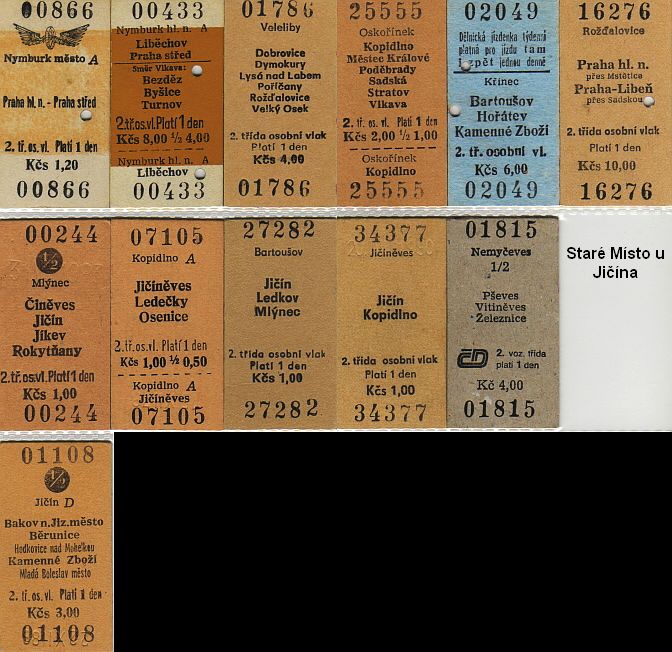 00866
Nymburk město A
Praha hl. n. - Praha střed
2. tř. os. vl. Platí 1 den
Kčs 1,20
00866
00433
Nymburk hl. n. A
Liběchov
Praha střed
Směr Vlkava:
Bezděz
Byšice
Turnov
2.tř.os.vl.Platí 1 den
Kčs 8,00 ½ 4,00
Nymburk hl. n. A
Liběchov
00433
01786
Veleliby
Dobrovice
Dymokury
Lysá nad Labem
Poříčany
Rožďalovice
Velký Osek
2. třída osobní vlak
Platí 1 den
Kčs 4,00
01786
25555
Oskořínek
Kopidlno
Městec Králové
Poděbrady
Sadská
Stratov
Vlkava
2. tř. os. vl. Platí 1 den
Kčs 2,00 ½ 1,00
Oskořínek
Kopidlno
25555
02049
Dělnická jízdenka týdenní
platná pro jízdu tam
i zpět jednou denně
Křinec
Bartoušov
Hořátev
Kamenné Zboží
2. tř. osobní vl.
Kčs 6,00
02049
16276
Rožďalovice
Praha hl. n.
přes Mstětice
Praha-Libeň
přes Sadskou
2. třída osobní vlak
Platí 1 den
Kčs 10,00
16276
00244
½
Mlýnec
Činěves
Jičín
Jíkev
Rokytňany
2.tř.os.vl.Platí 1 den
Kčs 1,00
00244
07105
Kopidlno A
Jičíněves
Ledečky
Osenice
2.tř.os.vl.Platí 1 den
Kčs 1,00 ½ 0,50
Kopidlno A
Jičíněves
07105
27282
Bartoušov
Jičín
Ledkov
Mlýnec
2. třída osobní vlak
Platí 1 den
Kčs 1,00
27282
34377
Jičíněves
Jičín
Kopidlno
2. třída osobní vlak
Platí 1 den
Kčs 1,00
34377
01815
Nemyčeves
1/2
Pševes
Vitiněves
Železnice
ČD 2. voz. třída
platí 1 den
Kč 4,00
01815
Staré Místo u
Jičína
01108
½
Jičín D
Bakov n.Jiz.město
Běrunice
Hodkovice nad Mohelkou
Kamenné Zboží
Mladá Boleslav město
2. tř. os. vl. Platí 1 den
Kčs 3,00
01108